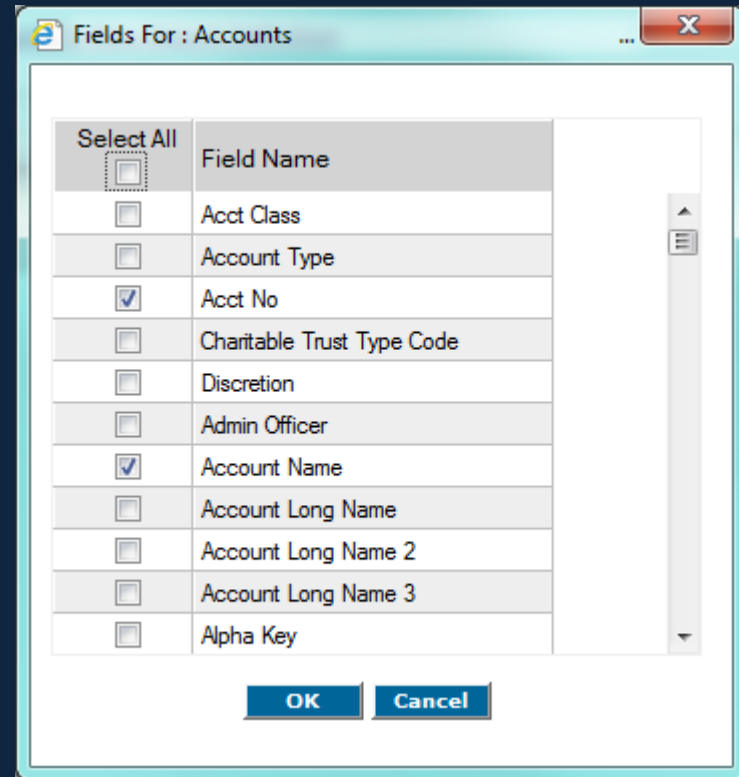 Fields For : Accounts ...
Select All
Field Name
Acct Class
Account Type
Acct No
Charitable Trust Type Code
Discretion
Admin Officer
Account Name
Account Long Name
Account Long Name 2
Account Long Name 3
Alpha Key
OK Cancel